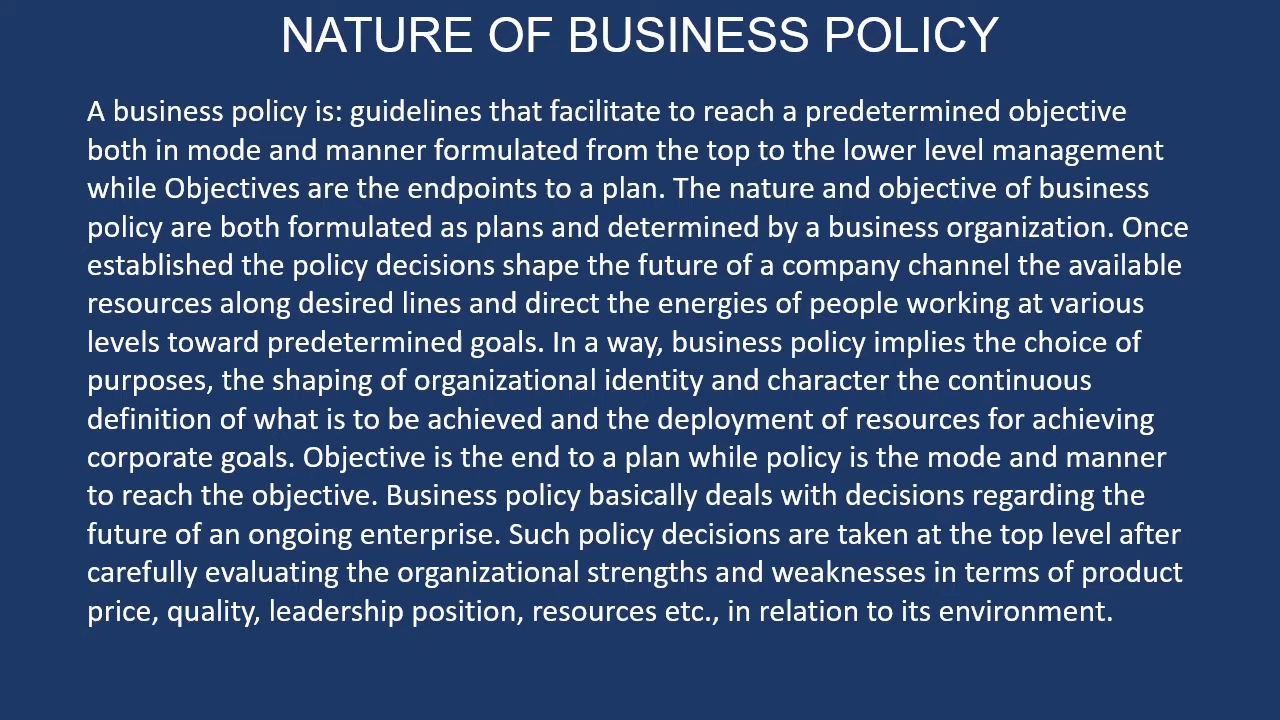 NATURE OF BUSINESS POLICY
A business policy is: guidelines that facilitate to reach a predetermined objective
both in mode and manner formulated from the top to the lower level management
while Objectives are the endpoints to a plan. The nature and objective of business
policy are both formulated as plans and determined by a business organization. Once
established the policy decisions shape the future of a company channel the available
resources along desired lines and direct the energies of people working at various
levels toward predetermined goals. In a way, business policy implies the choice of
purposes, the shaping of organizational identity and character the continuous
definition of what is to be achieved and the deployment of resources for achieving
corporate goals. Objective is the end to a plan while policy is the mode and manner
to reach the objective. Business policy basically deals with decisions regarding the
future of an ongoing enterprise. Such policy decisions are taken at the top level after
carefully evaluating the organizational strengths and weaknesses in terms of product
price, quality, leadership position, resources etc., in relation to its environment.